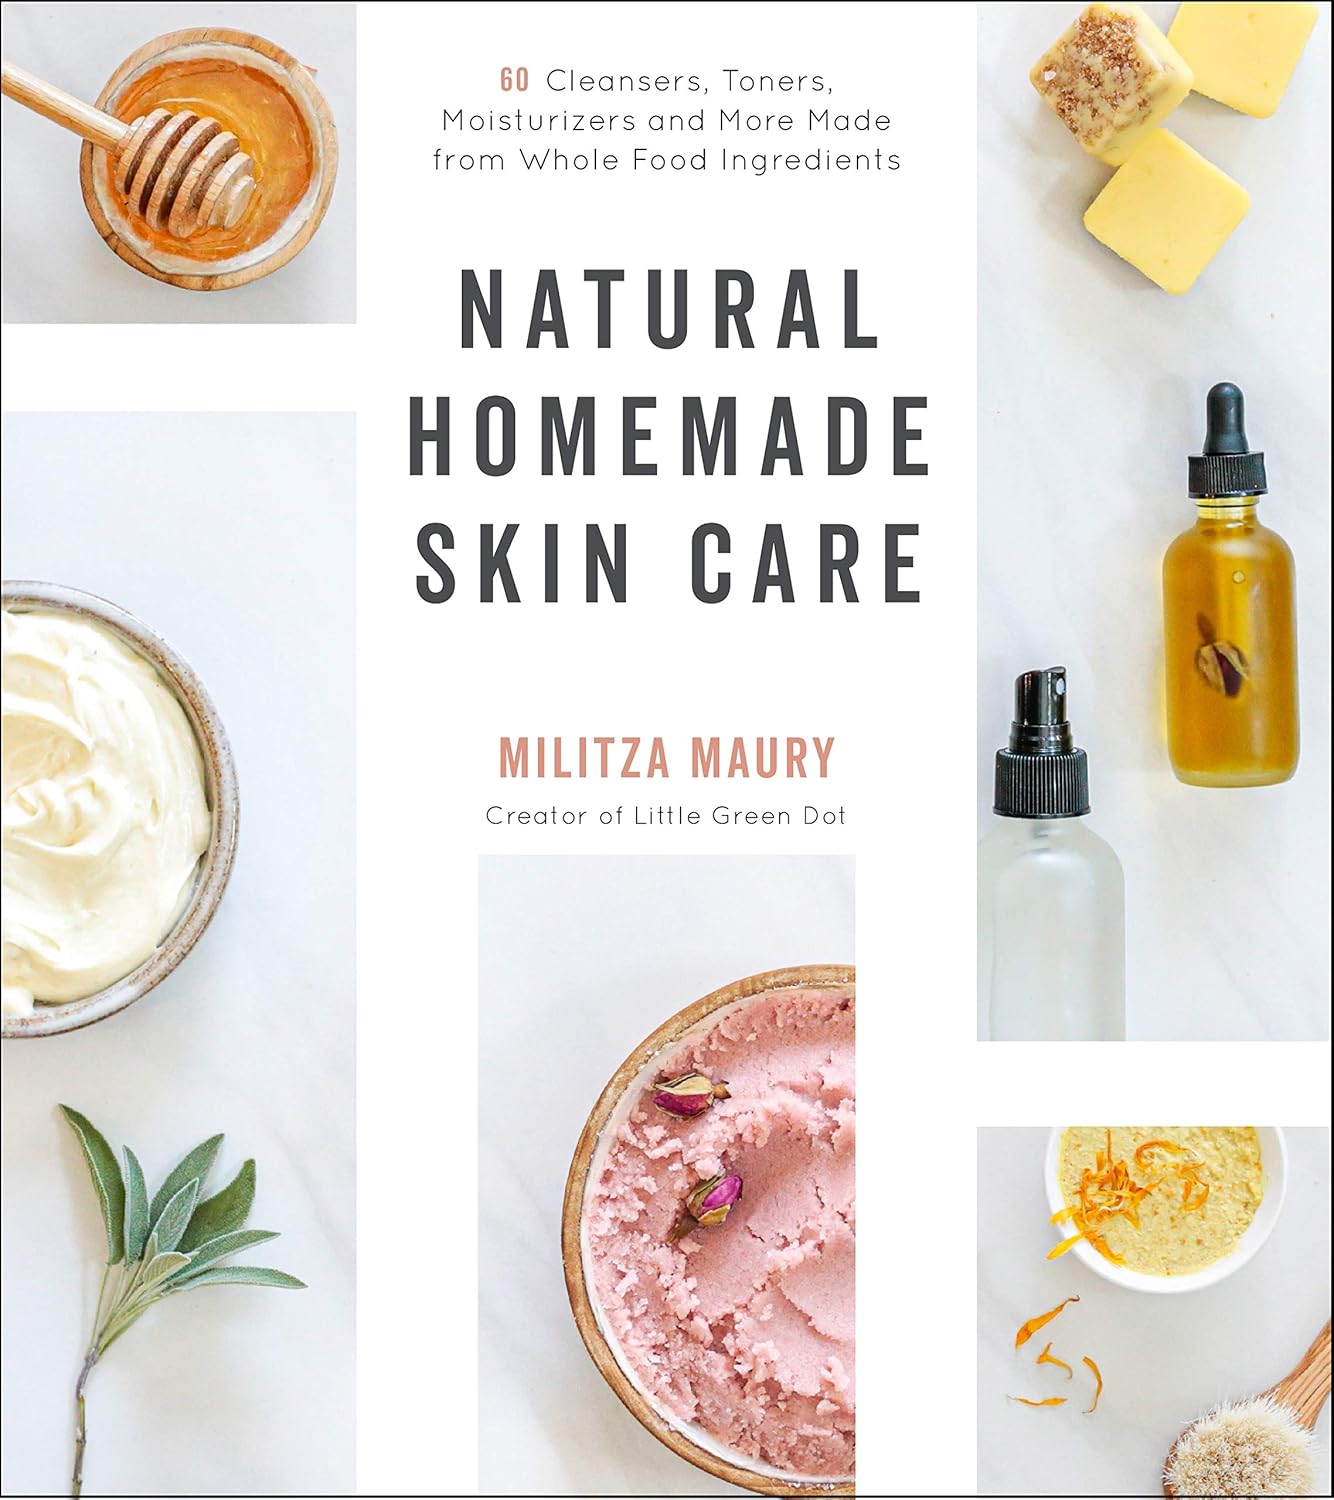 60 Cleansers, Toners,
Moisturizers and More Made
from Whole Food Ingredients
NATURAL
HOMEMADE
SKIN CARE
MILITZA MAURY
Creator of Little Green Dot